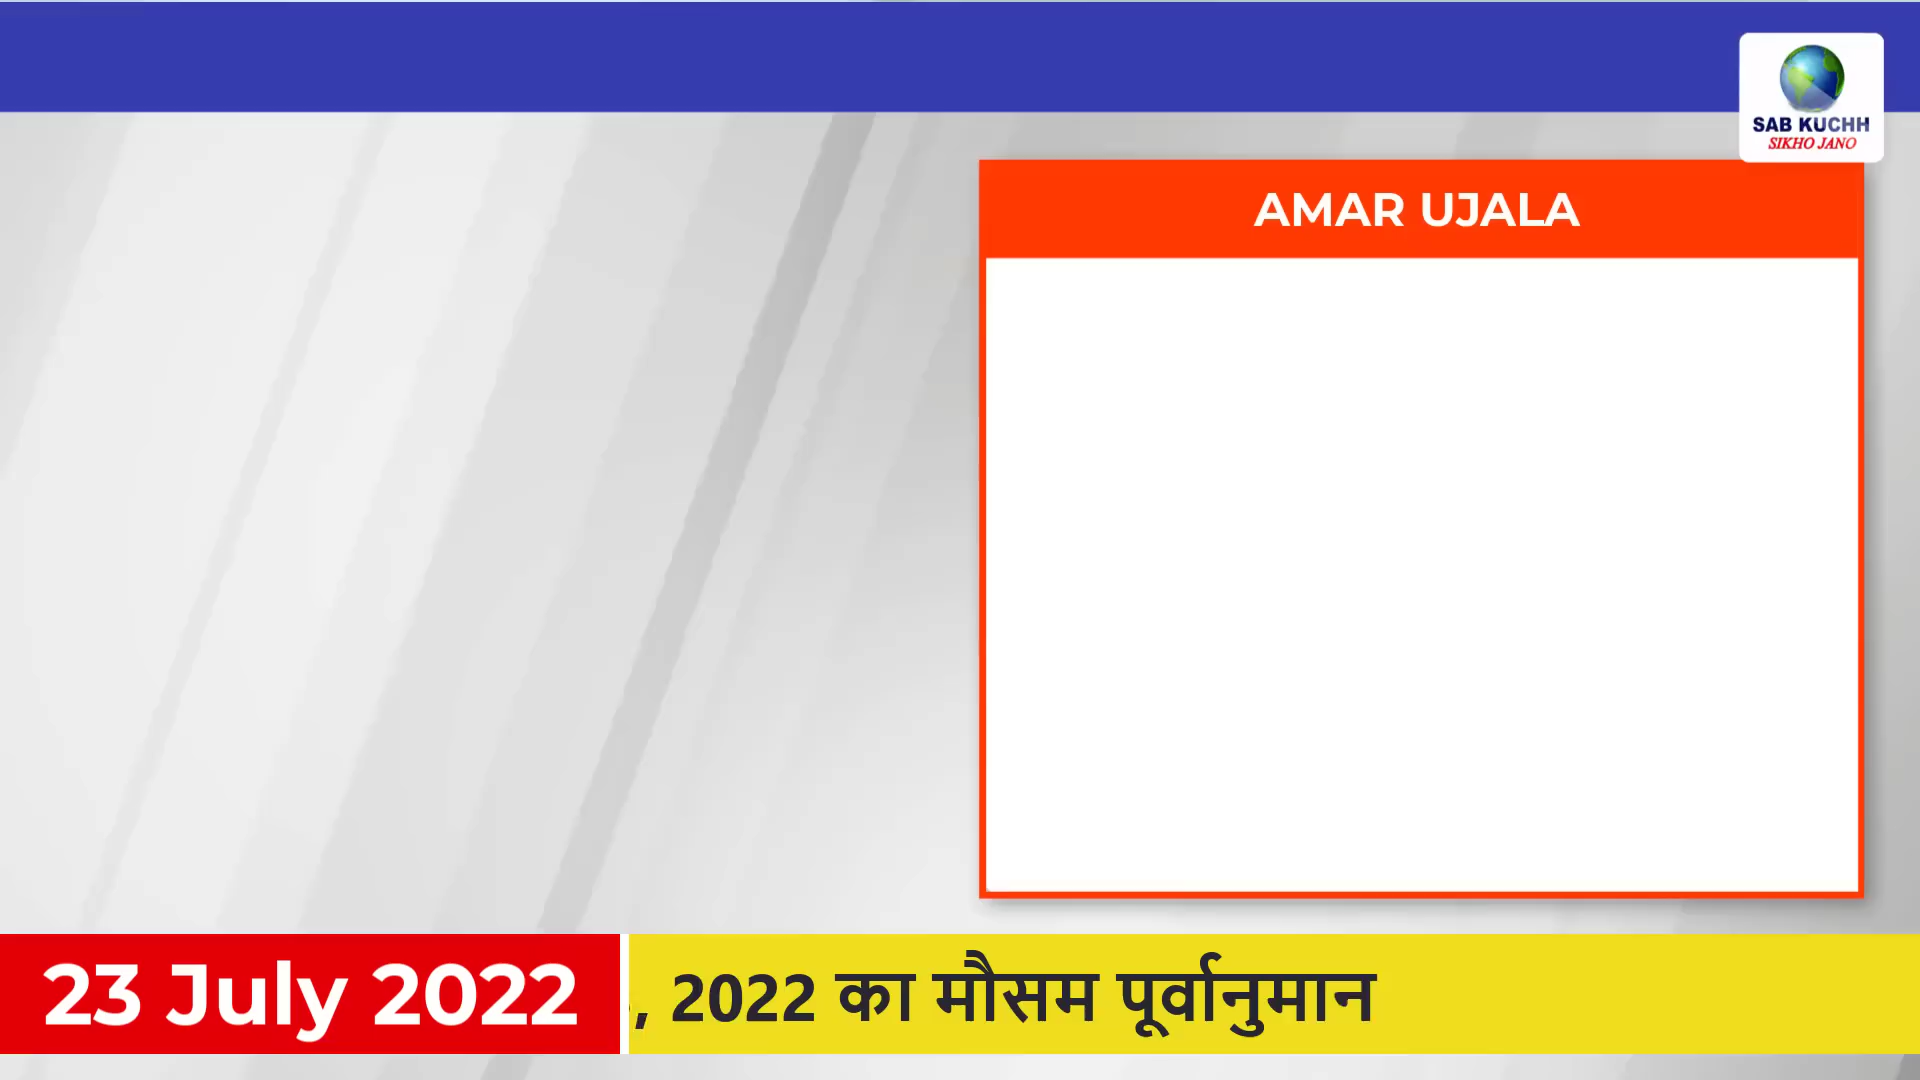 SAB KUCHH
SIKHO JANO
AMAR UJALA
23 July 2022
, 2022 का मौसम पूर्वानुमान